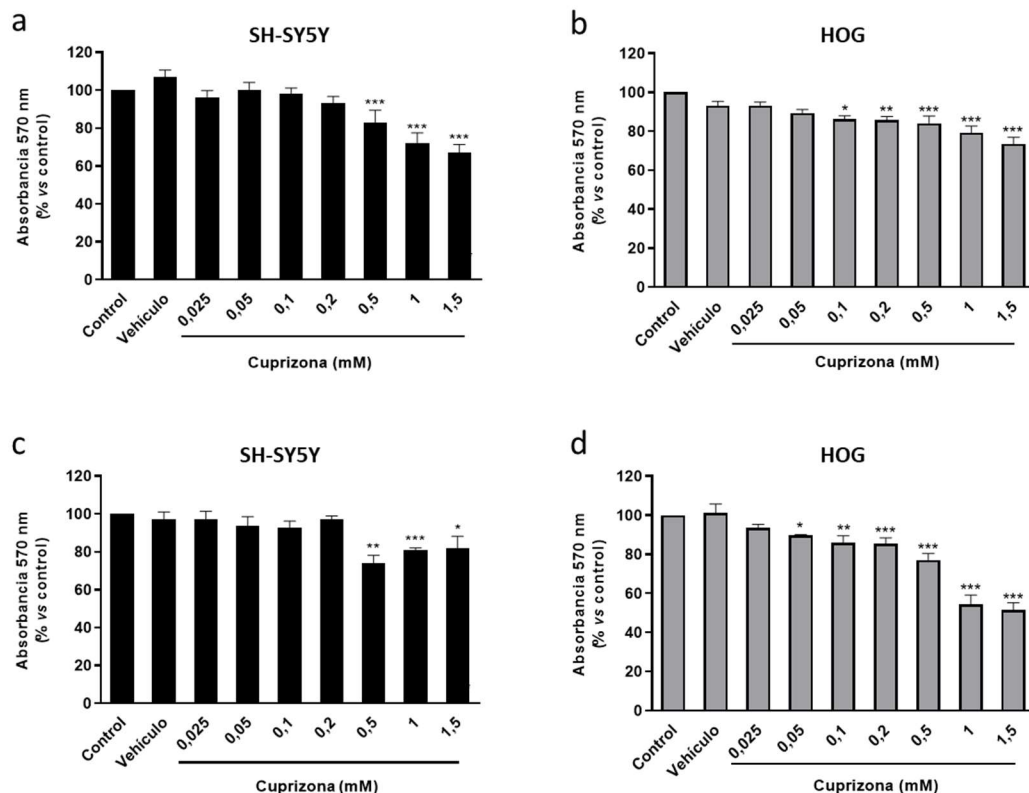 a
SH-SY5Y
Absorbancia 570 nm
(% vs control)
120
100
80
60
40
20
0
***
***
***
Control
Vehículo
0,025
0,05
0,1
0,2
0,5
1
1,5
Cuprizona (mM)
b
HOG
Absorbancia 570 nm
(% vs control)
120
100
80
60
40
20
0
*
**
***
***
***
Control
Vehículo
0,025
0,05
0,1
0,2
0,5
1
1,5
Cuprizona (mM)
c
SH-SY5Y
Absorbancia 570 nm
(% vs control)
120
100
80
60
40
20
0
**
***
*
Control
Vehículo
0,025
0,05
0,1
0,2
0,5
1
1,5
Cuprizona (mM)
d
HOG
Absorbancia 570 nm
(% vs control)
120
100
80
60
40
20
0
*
**
***
***
***
***
Control
Vehículo
0,025
0,05
0,1
0,2
0,5
1
1,5
Cuprizona (mM)